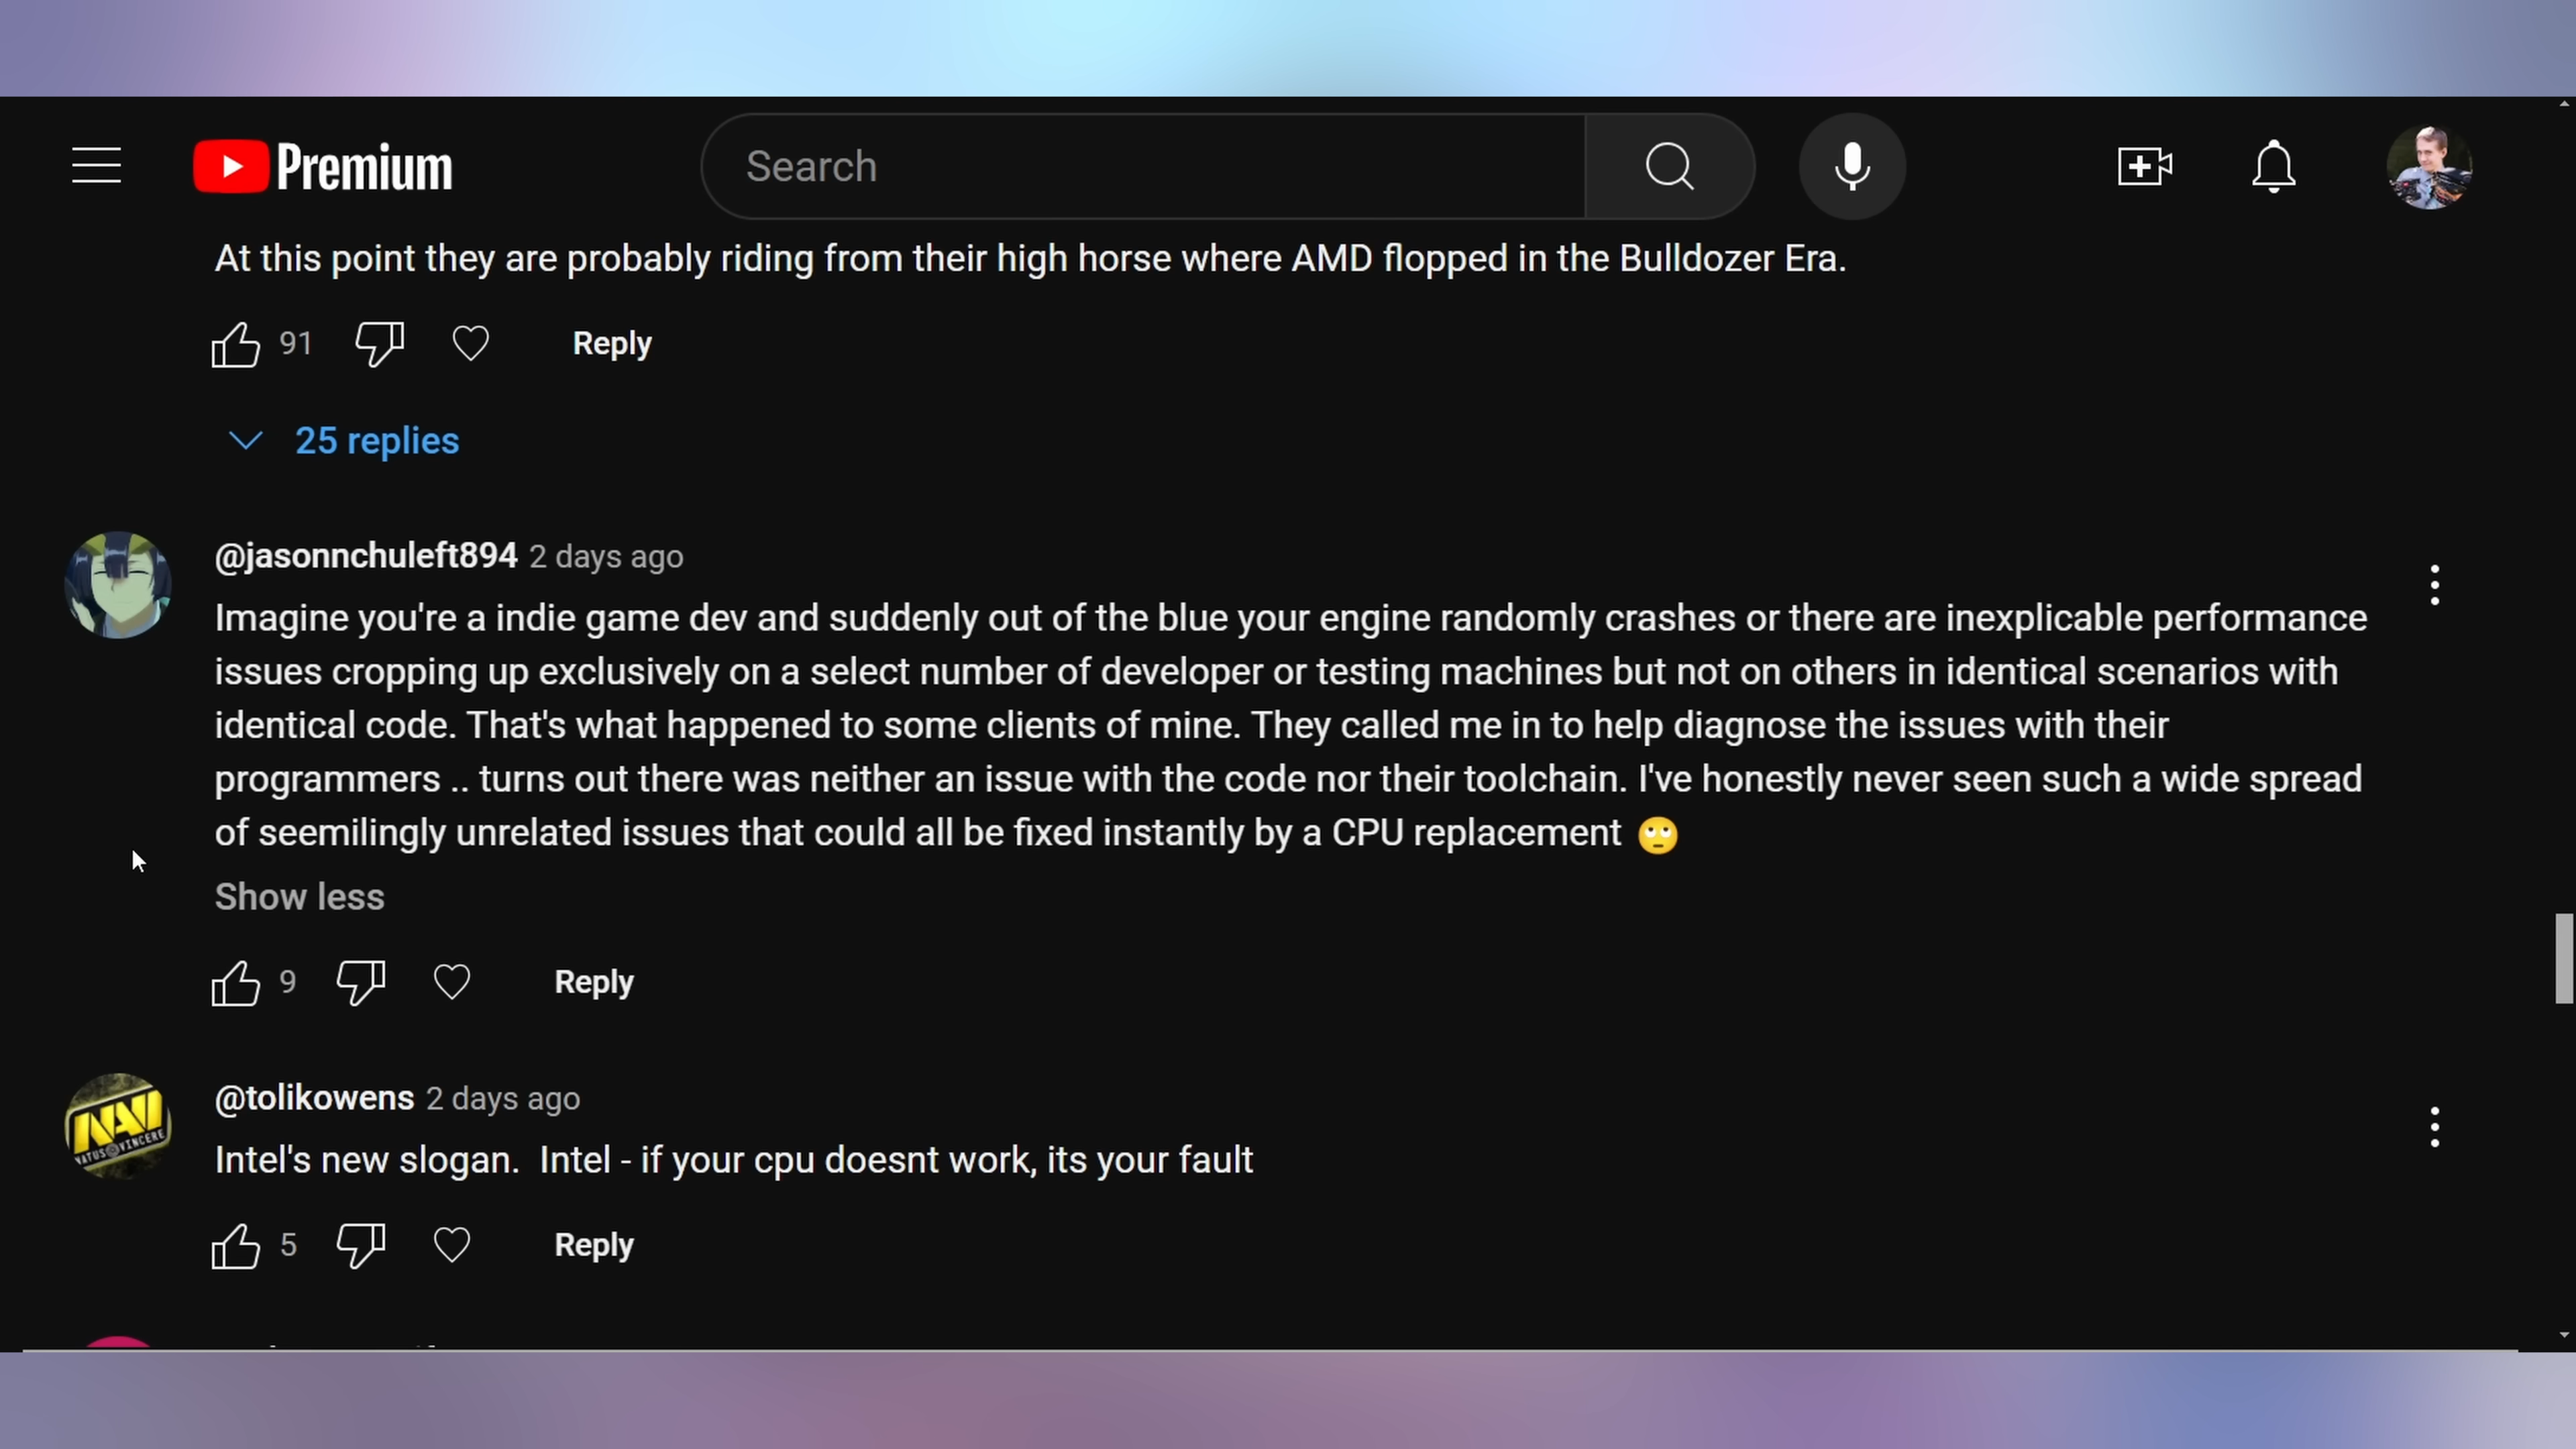 Premium
Search
At this point they are probably riding from their high horse where AMD flopped in the Bulldozer Era.
91 Reply
25 replies
@jasonnchuleft894 2 days ago
Imagine you're a indie game dev and suddenly out of the blue your engine randomly crashes or there are inexplicable performance
issues cropping up exclusively on a select number of developer or testing machines but not on others in identical scenarios with
identical code. That's what happened to some clients of mine. They called me in to help diagnose the issues with their
programmers .. turns out there was neither an issue with the code nor their toolchain. I've honestly never seen such a wide spread
of seemilingly unrelated issues that could all be fixed instantly by a CPU replacement 🙄
Show less
9 Reply
NAVI
NATUS VINCERE
@tolikowens 2 days ago
Intel's new slogan.  Intel - if your cpu doesnt work, its your fault
5 Reply